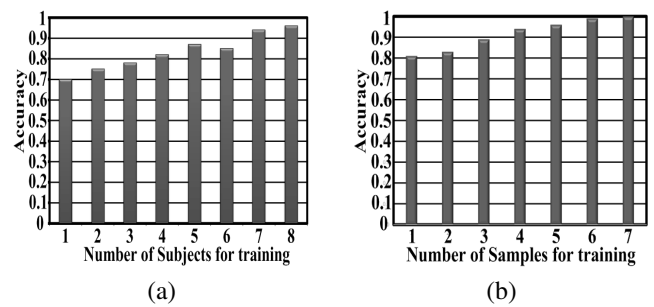 1
0.9
0.8
0.7
0.6
0.5
0.4
0.3
0.2
0.1
0
Accuracy
1 2 3 4 5 6 7 8
Number of Subjects for training
(a)
1
0.9
0.8
0.7
0.6
0.5
0.4
0.3
0.2
0.1
0
Accuracy
1 2 3 4 5 6 7
Number of Samples for training
(b)